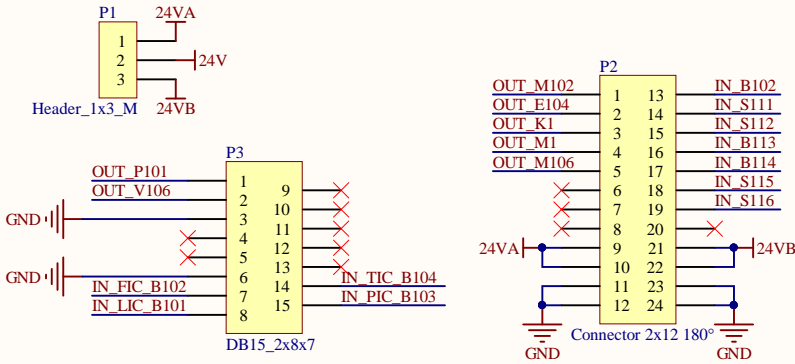 P1
24VA
1
2
24V
3
Header_1x3_M
24VB
P3
OUT_P101
1
9
OUT_V106
2
10
GND
3
11
4
12
5
13
GND
6
14
IN_TIC_B104
IN_FIC_B102
7
15
IN_PIC_B103
IN_LIC_B101
8
DB15_2x8x7
P2
OUT_M102
1
13
IN_B102
OUT_E104
2
14
IN_S111
OUT_K1
3
15
IN_S112
OUT_M1
4
16
IN_B113
OUT_M106
5
17
IN_B114
6
18
IN_S115
7
19
IN_S116
8
20
24VA
9
21
24VB
10
22
11
23
12
24
Connector 2x12 180°
GND
GND